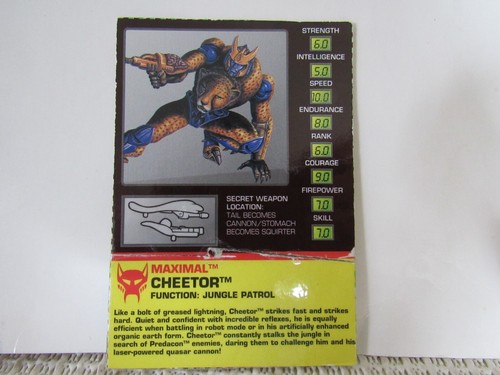 STRENGTH
6.0
INTELLIGENCE
5.0
SPEED
10.0
ENDURANCE
8.0
RANK
6.0
COURAGE
9.0
FIREPOWER
7.0
SKILL
7.0
SECRET WEAPON
LOCATION:
TAIL BECOMES
CANNON/STOMACH
BECOMES SQUIRTER
MAXIMAL™
CHEETOR™
FUNCTION: JUNGLE PATROL
Like a bolt of greased lightning, Cheetor™ strikes fast and strikes
hard. Quiet and confident with incredible reflexes, he is equally
efficient when battling in robot mode or in his artificially enhanced
organic earth form. Cheetor™ constantly stalks the jungle in
search of Predacon™ enemies, daring them to challenge him and his
laser-powered quasar cannon!